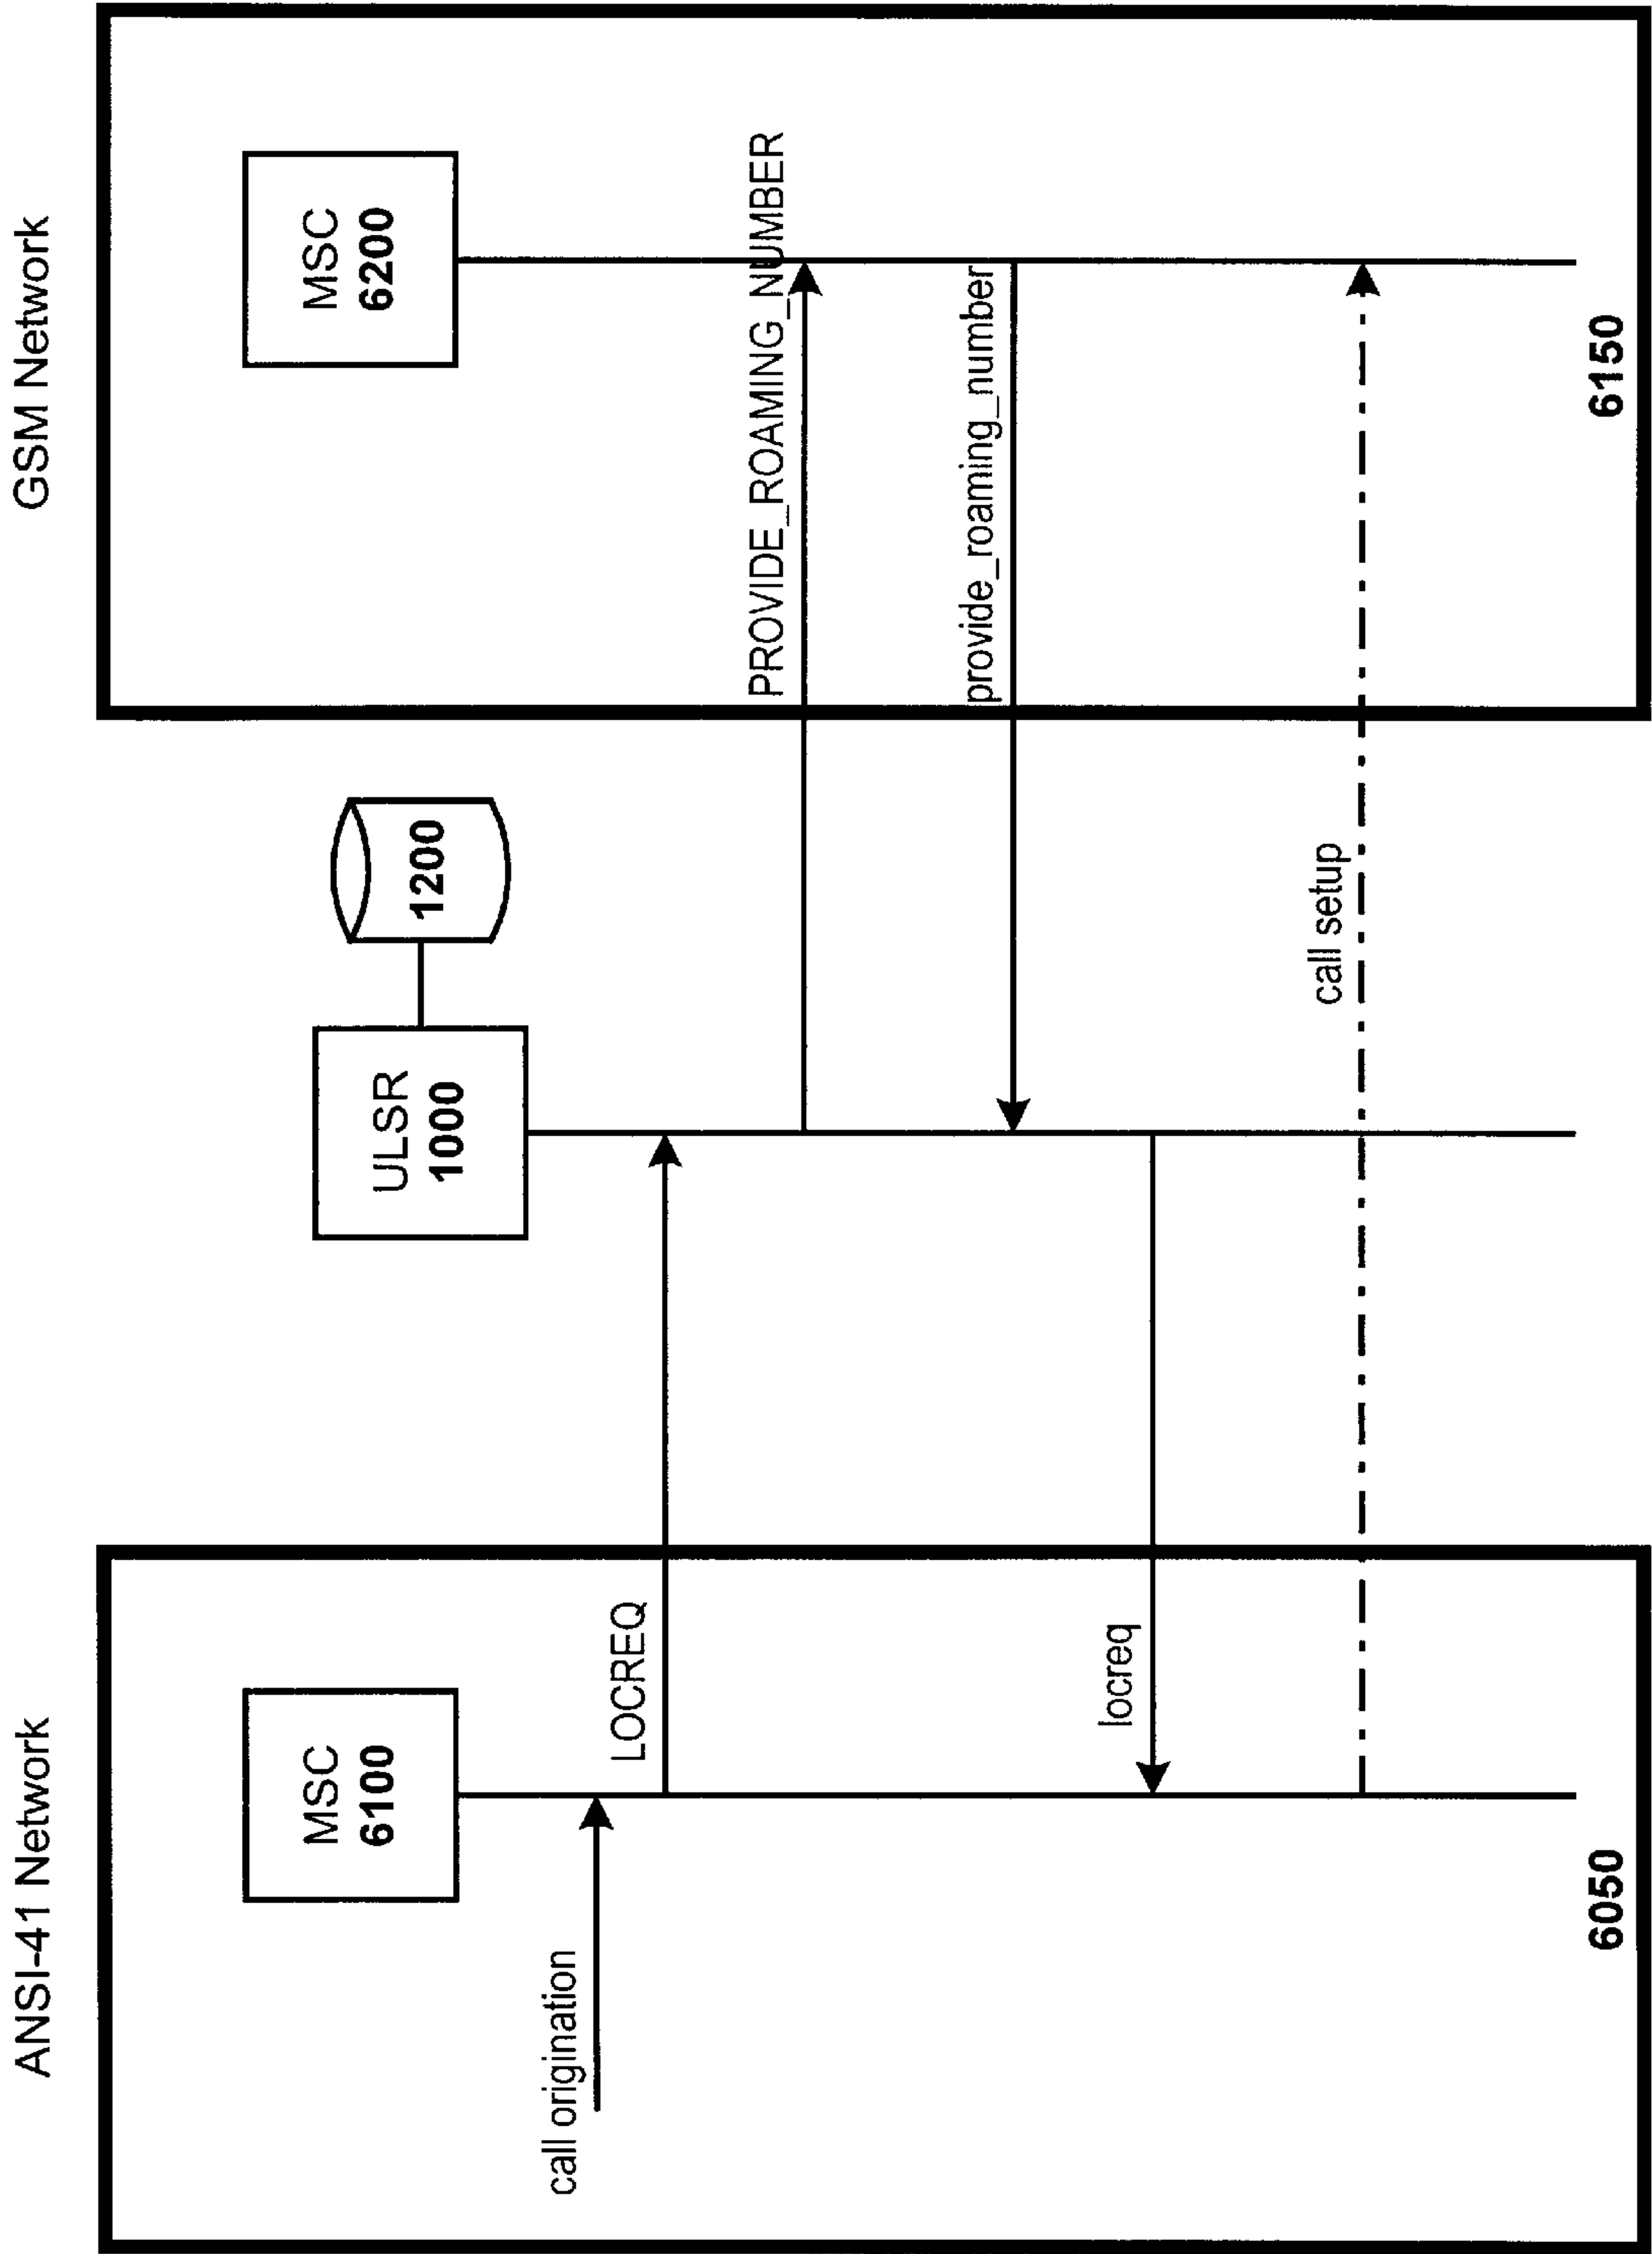 ANSI-41 Network
GSM Network
MSC
6100
ULSR
1000
1200
MSC
6200
call origination
LOCREQ
PROVIDE_ROAMING_NUMBER
provide_roaming_number
locreq
call setup
6050
6150